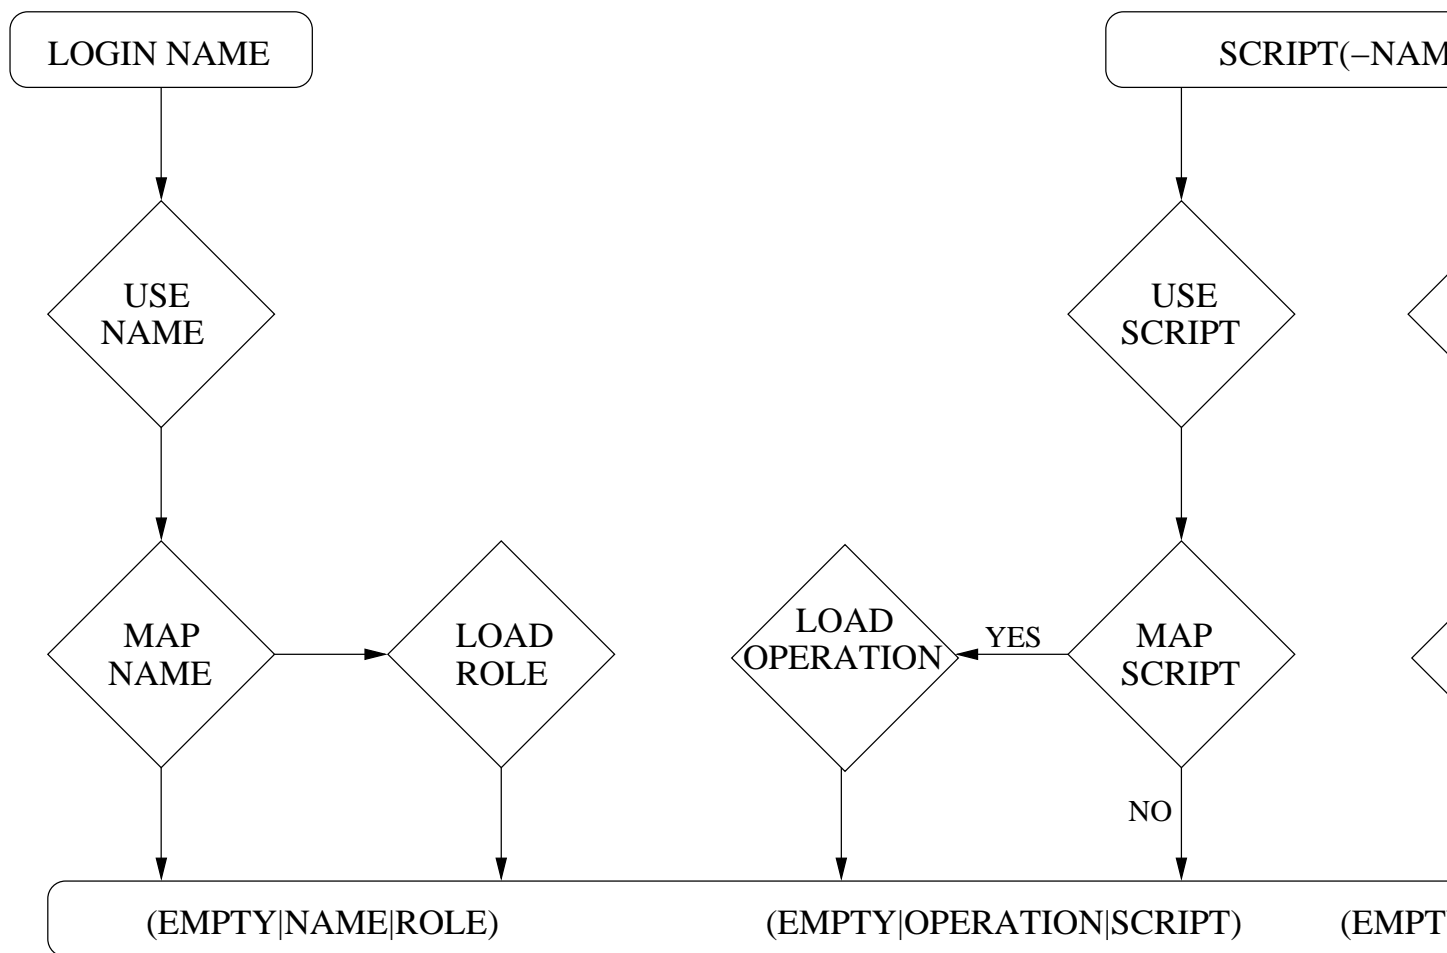 LOGIN NAME
SCRIPT(−NAM
USE
NAME
USE
SCRIPT
MAP
NAME
LOAD
ROLE
LOAD
OPERATION
YES
MAP
SCRIPT
NO
(EMPTY|NAME|ROLE)
(EMPTY|OPERATION|SCRIPT)
(EMPT